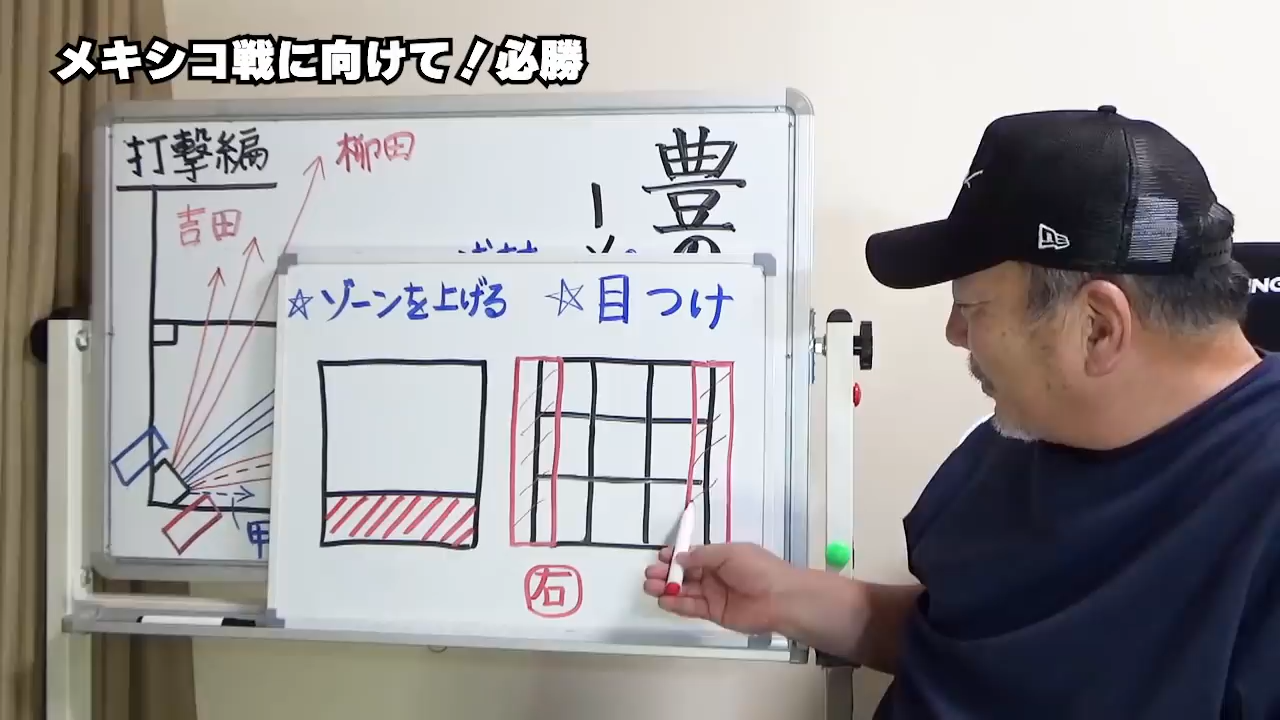 メキシコ戦に向けて!必勝
打撃編
柳田
吉田
豊の
☆ゾーンを上げる
☆目つけ
右